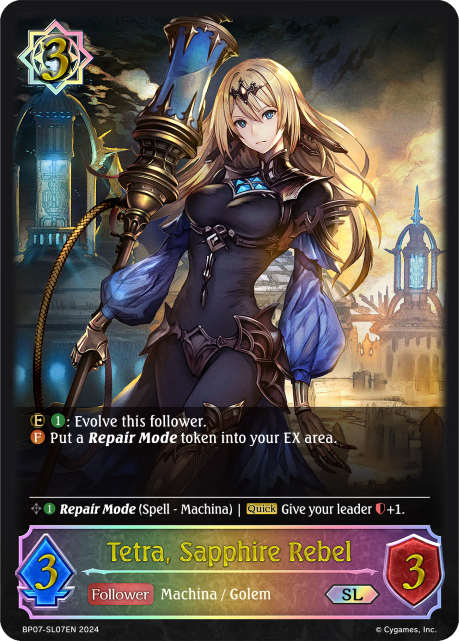 3
E 1: Evolve this follower.
F Put a Repair Mode token into your EX area.
1 Repair Mode (Spell - Machina) | Quick Give your leader +1.
Tetra, Sapphire Rebel
3
Follower Machina / Golem SL
3
BP07-SL07EN 2024 © Cygames, Inc.